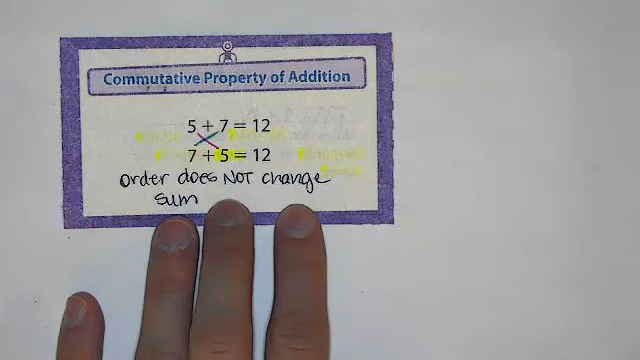 Commutative Property of Addition
5 + 7 = 12
7 + 5 = 12
order does NOT change
sum